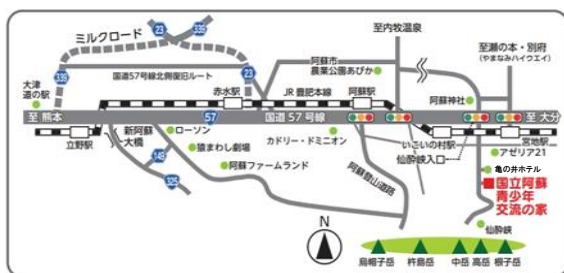 ミルクロード
23
335
23
339
国道57号線北側復旧ルート
大津
道の駅
赤水駅
JR 豊肥本線
阿蘇市
農業公園あぴか
阿蘇駅
至内牧温泉
至瀬の本・別府
(やまなみハイウエイ)
阿蘇神社
至 熊本
57
国道 57号線
至 大分
立野駅
新阿蘇
大橋
ローソン
猿まわし劇場
阿蘇ファームランド
カドリー・ドミニオン
149
325
阿蘇登山道路
いこいの村駅
仙酔峡入口
宮地駅
アゼリア21
亀の井ホテル
国立阿蘇
青少年
交流の家
仙酔峡
N
烏帽子岳
杵島岳
中岳
高岳
根子岳